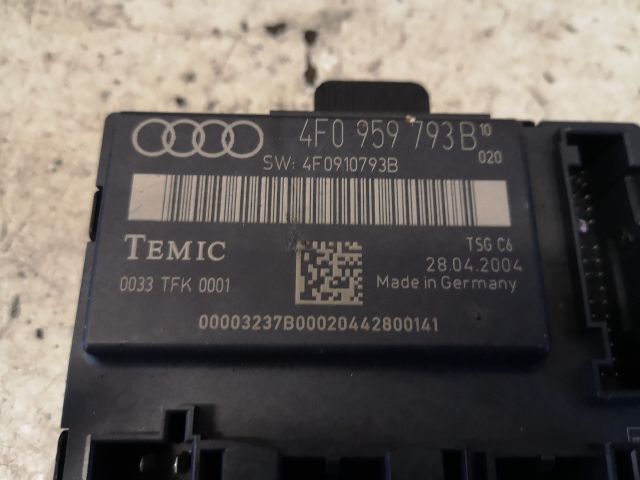 4F0 959 793B 10
020
SW: 4F0910793B
TEMIC
TSG C6
28.04.2004
0033 TFK 0001
Made in Germany
00003237B00020442800141